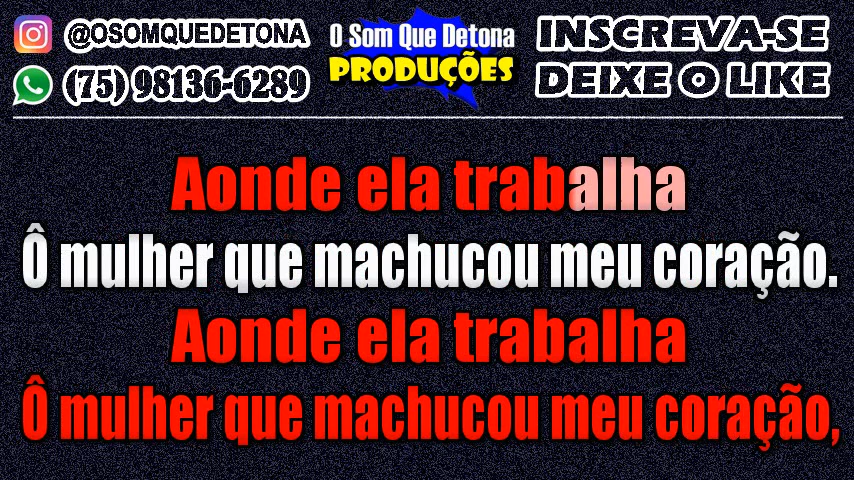 @OSOMQUEDETONA
(75) 98136-6289
O Som Que Detona
PRODUÇÕES
INSCREVA-SE
DEIXE O LIKE
Aonde ela trabalha
Ô mulher que machucou meu coração.
Aonde ela trabalha
Ô mulher que machucou meu coração,